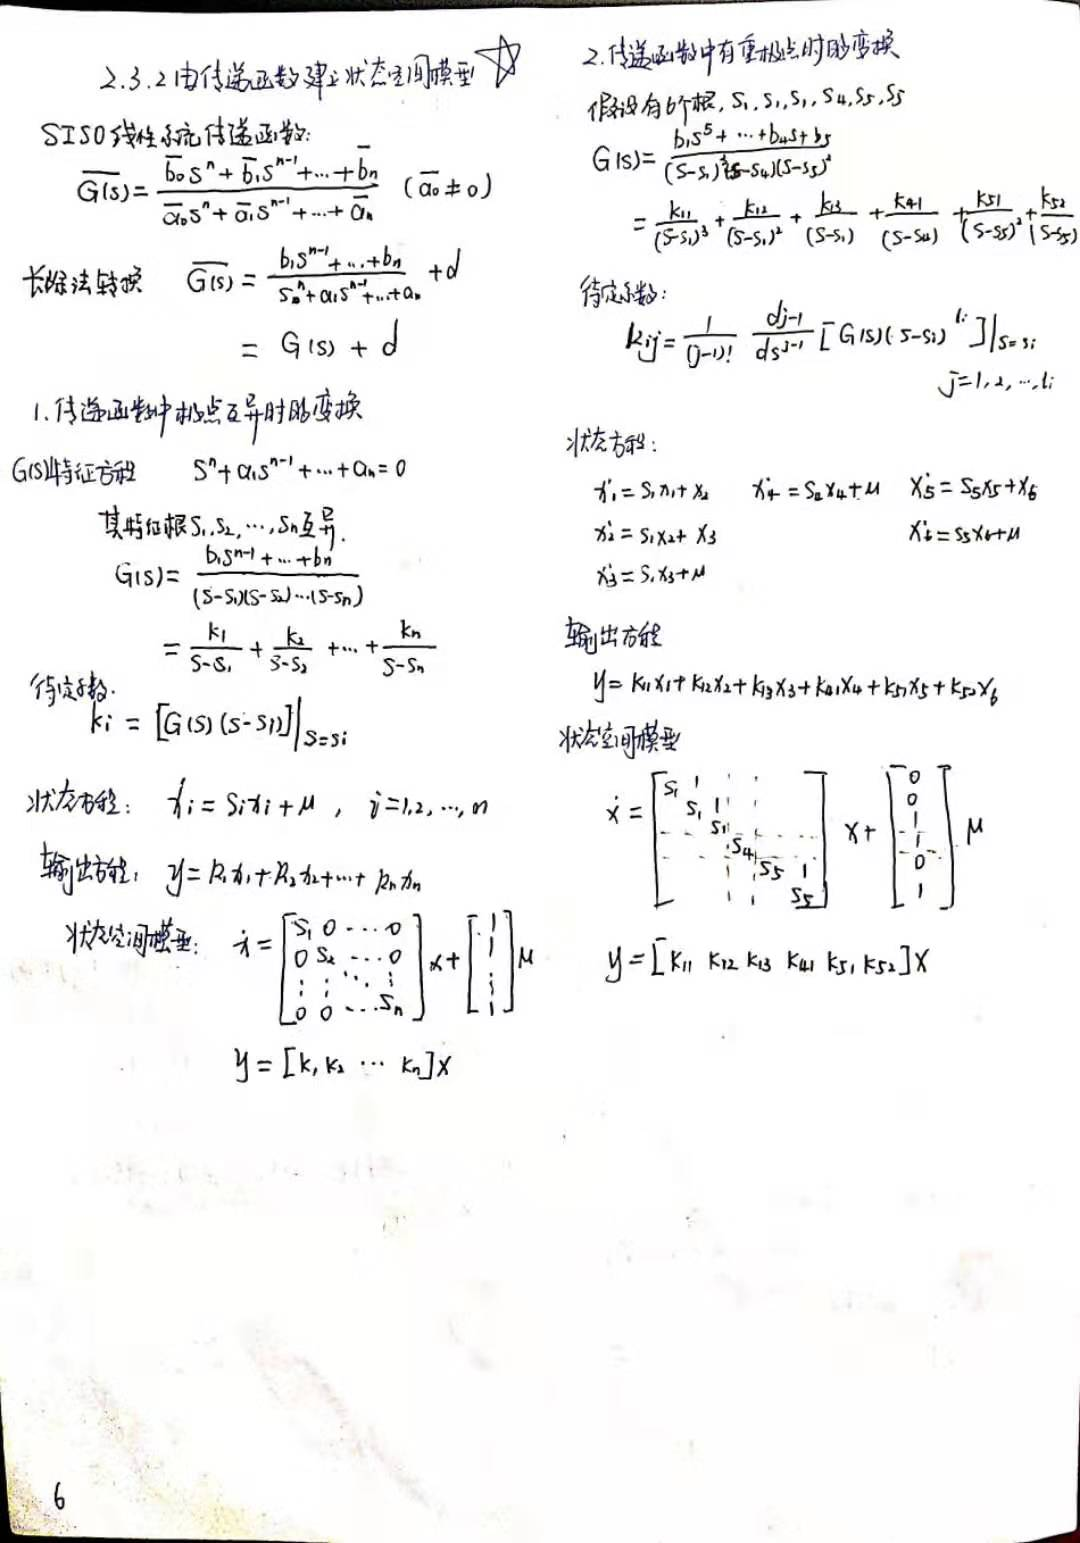 2.3.2 由传递函数建立状态空间模型 ☆
SISO线性系统传递函数:
G̅(s) = (b̅₀sⁿ + b̅₁sⁿ⁻¹ + ... + b̅ₙ) / (a̅₀sⁿ + a̅₁sⁿ⁻¹ + ... + a̅ₙ) (a̅₀ ≠ 0)
长除法转换 G̅(s) = (b₁sⁿ⁻¹ + ... + bₙ) / (sⁿ + a₁sⁿ⁻¹ + ... + aₙ) + d
= G(s) + d
1. 传递函数中极点互异时的变换
G(s)特征方程 sⁿ + a₁sⁿ⁻¹ + ... + aₙ = 0
其特征根 s₁, s₂, ..., sₙ 互异.
G(s) = (b₁sⁿ⁻¹ + ... + bₙ) / ((s-s₁)(s-s₂)...(s-sₙ))
= k₁/(s-s₁) + k₂/(s-s₂) + ... + kₙ/(s-sₙ)
待定系数.
kᵢ = [G(s)(s-sᵢ)]|s=sᵢ
状态方程: ẋᵢ = sᵢxᵢ + μ , i=1,2,...,n
输出方程: y = k₁x₁ + k₂x₂ + ... + kₙxₙ
状态空间模型: ẋ = [s₁ 0 ... 0; 0 s₂ ... 0; ⋮ ⋮ ⋱ ⋮; 0 0 ... sₙ] x + [1; 1; ⋮; 1] μ
y = [k₁ k₂ ... kₙ]x
6
2. 传递函数中有重极点时的变换
假设有6个根, s₁, s₁, s₁, s₄, s₅, s₅
G(s) = (b₁s⁵ + ... + b₄s + b₅) / ((s-s₁)³(s-s₄)(s-s₅)²)
= k₁₁/(s-s₁)³ + k₁₂/(s-s₁)² + k₁₃/(s-s₁) + k₄₁/(s-s₄) + k₅₁/(s-s₅)² + k₅₂/(s-s₅)
待定系数:
kᵢⱼ = 1/(j-1)! dj-1/dsʲ⁻¹ [G(s)(s-sᵢ)^lᵢ]|s=sᵢ
j=1,2,...,lᵢ
状态方程:
ẋ₁ = s₁x₁ + x₂ ẋ₄ = s₄x₄ + μ ẋ₅ = s₅x₅ + x₆
ẋ₂ = s₁x₂ + x₃ ẋ₆ = s₅x₆ + μ
ẋ₃ = s₁x₃ + μ
输出方程
y = k₁₁x₁ + k₁₂x₂ + k₁₃x₃ + k₄₁x₄ + k₅₁x₅ + k₅₂x₆
状态空间模型
ẋ = [s₁ 1; s₁ 1; s₁; s₄; s₅ 1; s₅] x + [0; 0; 1; 1; 0; 1] μ
y = [k₁₁ k₁₂ k₁₃ k₄₁ k₅₁ k₅₂]x